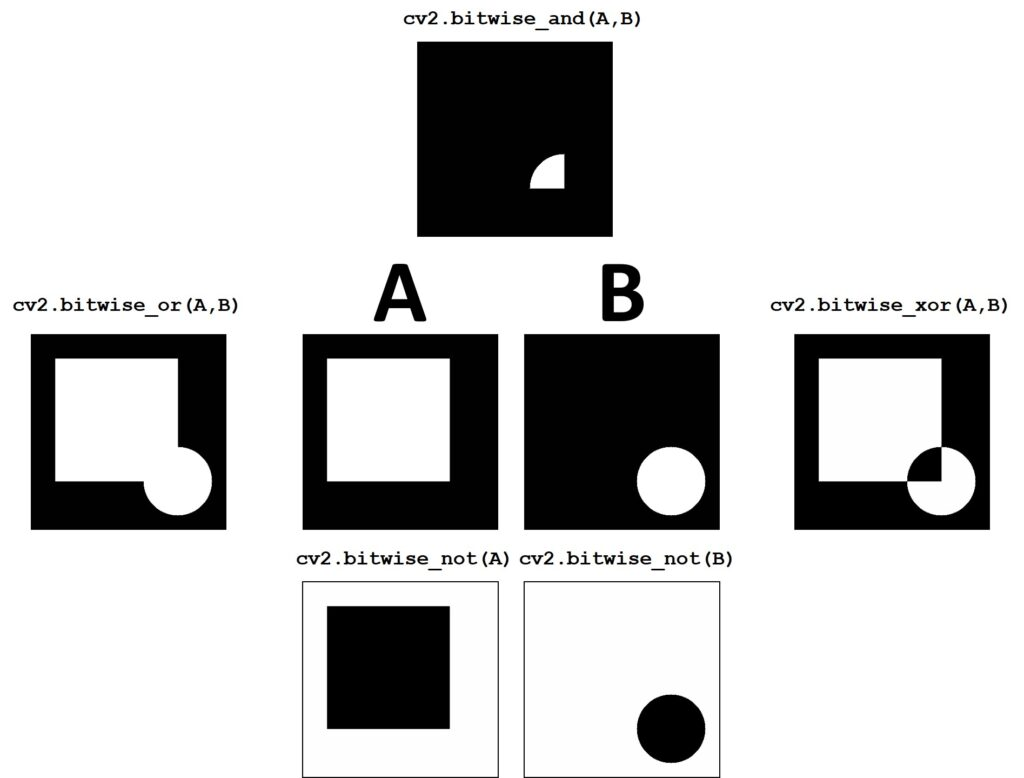 cv2.bitwise_and(A,B)
A
B
cv2.bitwise_or(A,B)
cv2.bitwise_xor(A,B)
cv2.bitwise_not(A)
cv2.bitwise_not(B)